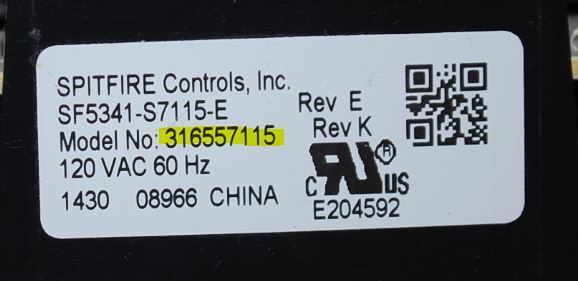 SPITFIRE Controls, Inc.
SF5341-S7115-E
Rev E
Model No: 316557115
Rev K
120 VAC 60 Hz
1430 08966 CHINA
C RU US ®
E204592